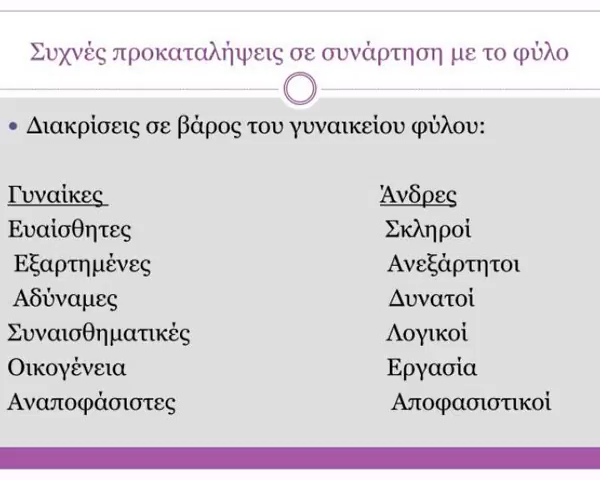 Συχνές προκαταλήψεις σε συνάρτηση με το φύλο
• Διακρίσεις σε βάρος του γυναικείου φύλου:
Γυναίκες Άνδρες
Ευαίσθητες Σκληροί
Εξαρτημένες Ανεξάρτητοι
Αδύναμες Δυνατοί
Συναισθηματικές Λογικοί
Οικογένεια Εργασία
Αναποφάσιστες Αποφασιστικοί